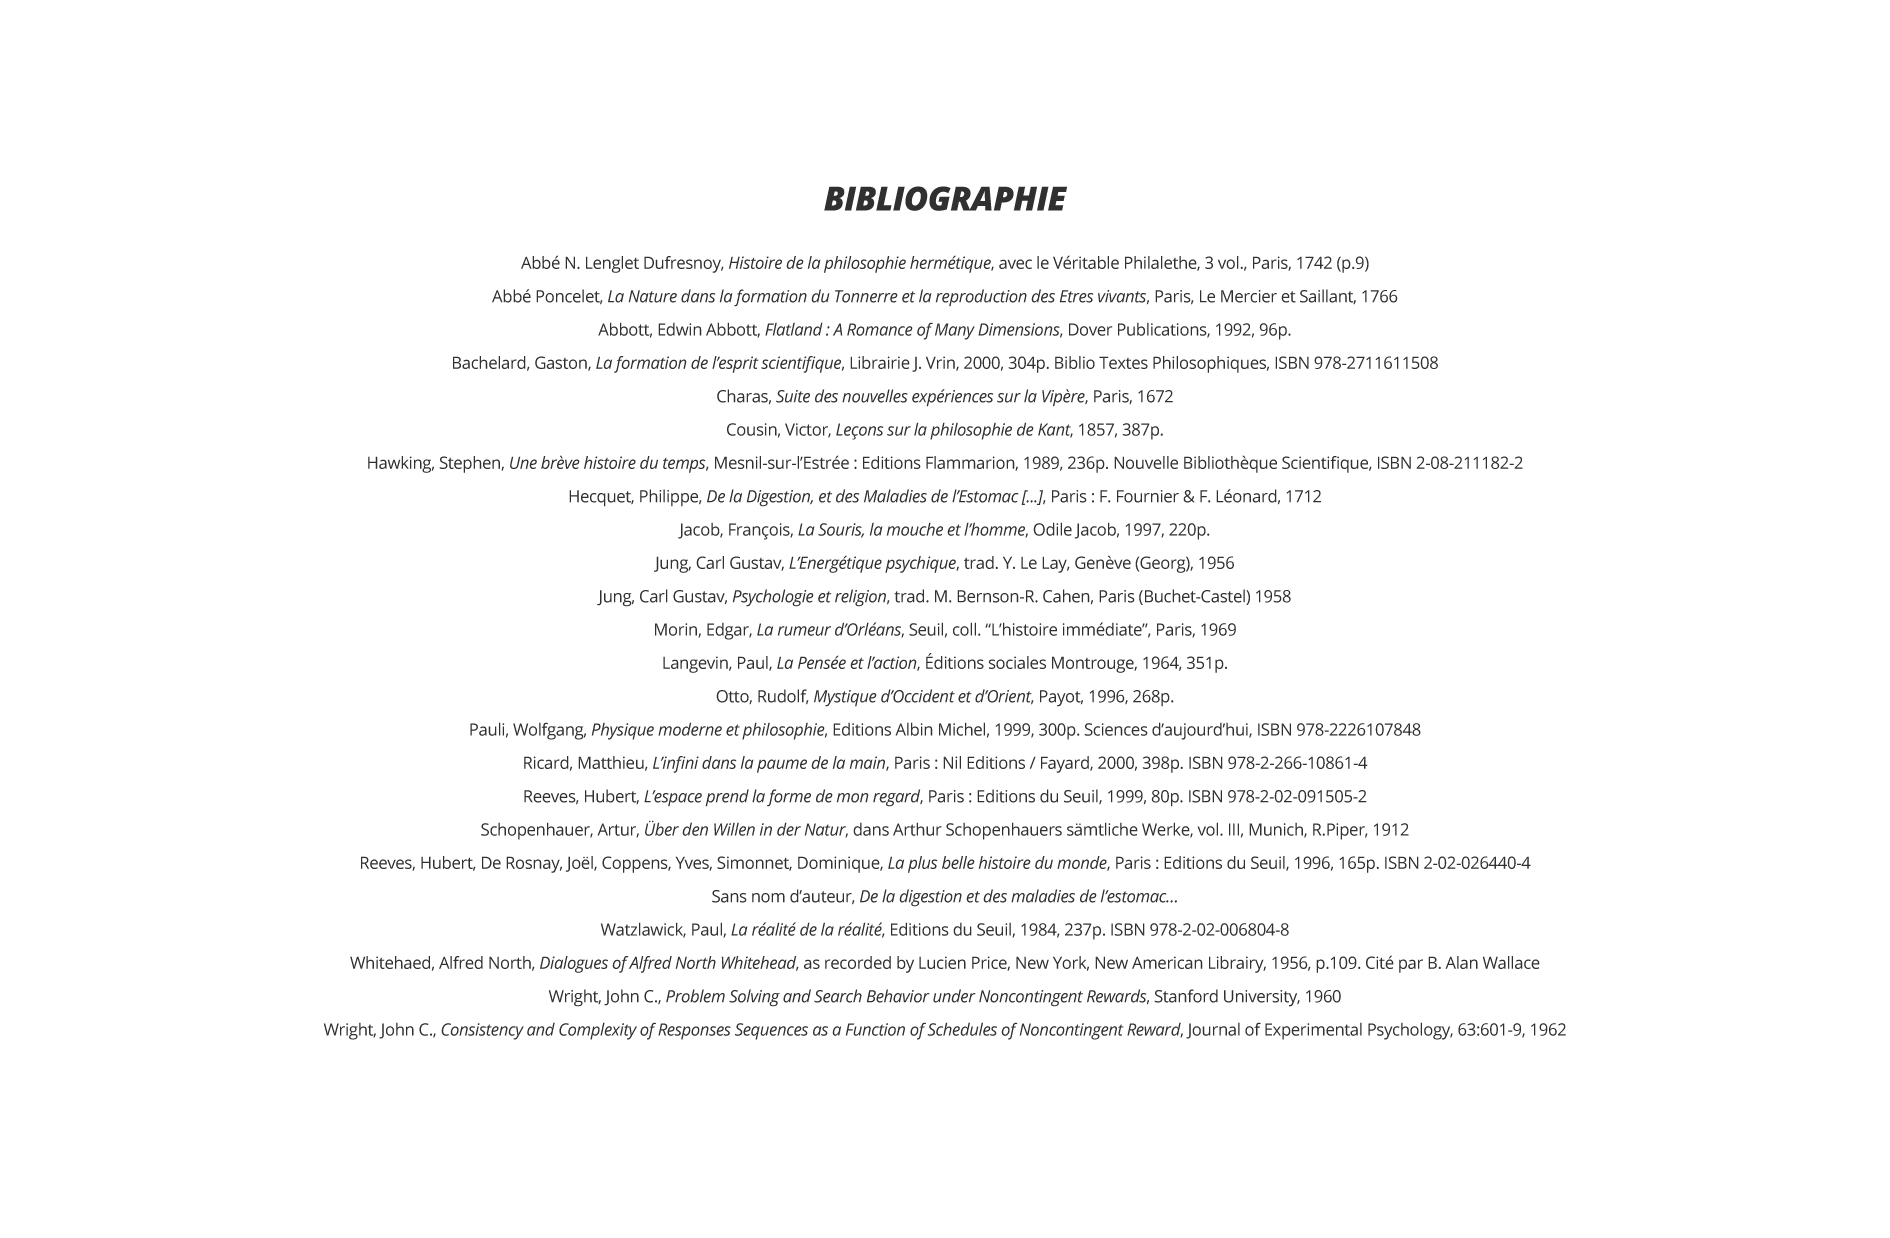 BIBLIOGRAPHIE
Abbé N. Lenglet Dufresnoy, Histoire de la philosophie hermétique, avec le Véritable Philalethe, 3 vol., Paris, 1742 (p.9)
Abbé Poncelet, La Nature dans la formation du Tonnerre et la reproduction des Etres vivants, Paris, Le Mercier et Saillant, 1766
Abbott, Edwin Abbott, Flatland : A Romance of Many Dimensions, Dover Publications, 1992, 96p.
Bachelard, Gaston, La formation de l’esprit scientifique, Librairie J. Vrin, 2000, 304p. Biblio Textes Philosophiques, ISBN 978-2711611508
Charas, Suite des nouvelles expériences sur la Vipère, Paris, 1672
Cousin, Victor, Leçons sur la philosophie de Kant, 1857, 387p.
Hawking, Stephen, Une brève histoire du temps, Mesnil-sur-l’Estrée : Editions Flammarion, 1989, 236p. Nouvelle Bibliothèque Scientifique, ISBN 2-08-211182-2
Hecquet, Philippe, De la Digestion, et des Maladies de l’Estomac [...], Paris : F. Fournier & F. Léonard, 1712
Jacob, François, La Souris, la mouche et l’homme, Odile Jacob, 1997, 220p.
Jung, Carl Gustav, L’Energétique psychique, trad. Y. Le Lay, Genève (Georg), 1956
Jung, Carl Gustav, Psychologie et religion, trad. M. Bernson-R. Cahen, Paris (Buchet-Castel) 1958
Morin, Edgar, La rumeur d’Orléans, Seuil, coll. “L’histoire immédiate”, Paris, 1969
Langevin, Paul, La Pensée et l’action, Éditions sociales Montrouge, 1964, 351p.
Otto, Rudolf, Mystique d’Occident et d’Orient, Payot, 1996, 268p.
Pauli, Wolfgang, Physique moderne et philosophie, Editions Albin Michel, 1999, 300p. Sciences d’aujourd’hui, ISBN 978-2226107848
Ricard, Matthieu, L’infini dans la paume de la main, Paris : Nil Editions / Fayard, 2000, 398p. ISBN 978-2-266-10861-4
Reeves, Hubert, L’espace prend la forme de mon regard, Paris : Editions du Seuil, 1999, 80p. ISBN 978-2-02-091505-2
Schopenhauer, Artur, Über den Willen in der Natur, dans Arthur Schopenhauers sämtliche Werke, vol. III, Munich, R.Piper, 1912
Reeves, Hubert, De Rosnay, Joël, Coppens, Yves, Simonnet, Dominique, La plus belle histoire du monde, Paris : Editions du Seuil, 1996, 165p. ISBN 2-02-026440-4
Sans nom d’auteur, De la digestion et des maladies de l’estomac...
Watzlawick, Paul, La réalité de la réalité, Editions du Seuil, 1984, 237p. ISBN 978-2-02-006804-8
Whitehaed, Alfred North, Dialogues of Alfred North Whitehead, as recorded by Lucien Price, New York, New American Librairy, 1956, p.109. Cité par B. Alan Wallace
Wright, John C., Problem Solving and Search Behavior under Noncontingent Rewards, Stanford University, 1960
Wright, John C., Consistency and Complexity of Responses Sequences as a Function of Schedules of Noncontingent Reward, Journal of Experimental Psychology, 63:601-9, 1962